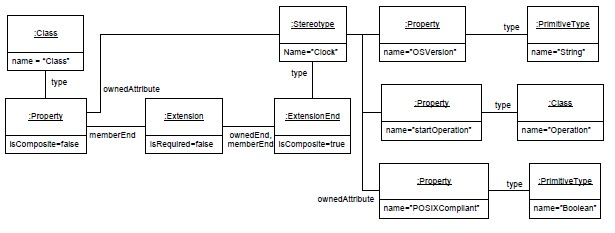 :Class
name = "Class"
type
:Stereotype
Name="Clock"
type
:Property
name="OSVersion"
type
:PrimitiveType
name="String"
ownedAttribute
:Property
isComposite=false
memberEnd
:Extension
isRequired=false
ownedEnd,
memberEnd
:ExtensionEnd
isComposite=true
:Property
name="startOperation"
type
:Class
name="Operation"
ownedAttribute
:Property
name="POSIXCompliant"
type
:PrimitiveType
name="Boolean"